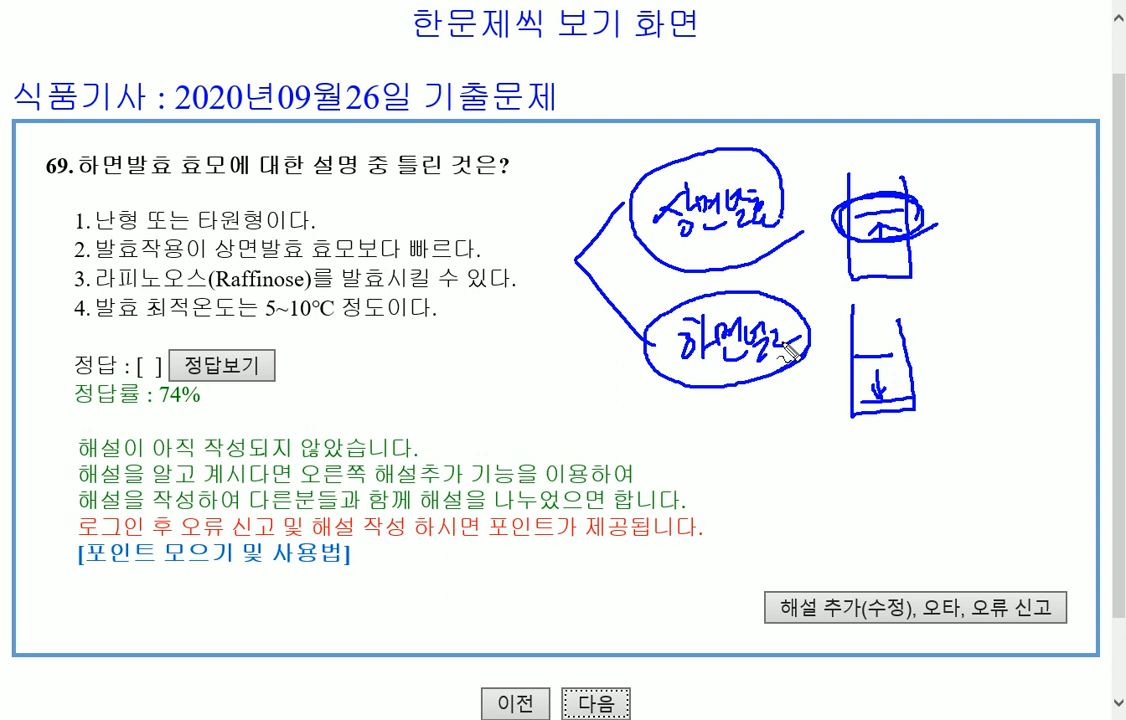 한문제씩 보기 화면
식품기사 : 2020년09월26일 기출문제
69. 하면발효 효모에 대한 설명 중 틀린 것은?
1. 난형 또는 타원형이다.
2. 발효작용이 상면발효 효모보다 빠르다.
3. 라피노오스(Raffinose)를 발효시킬 수 있다.
4. 발효 최적온도는 5~10℃ 정도이다.
상면발효
정답 : [ ] 정답보기
정답률 : 74%
해설이 아직 작성되지 않았습니다.
해설을 알고 계시다면 오른쪽 해설추가 기능을 이용하여
해설을 작성하여 다른분들과 함께 해설을 나누었으면 합니다.
로그인 후 오류 신고 및 해설 작성 하시면 포인트가 제공됩니다.
[포인트 모으기 및 사용법]
해설 추가(수정), 오타, 오류 신고
이전 다음